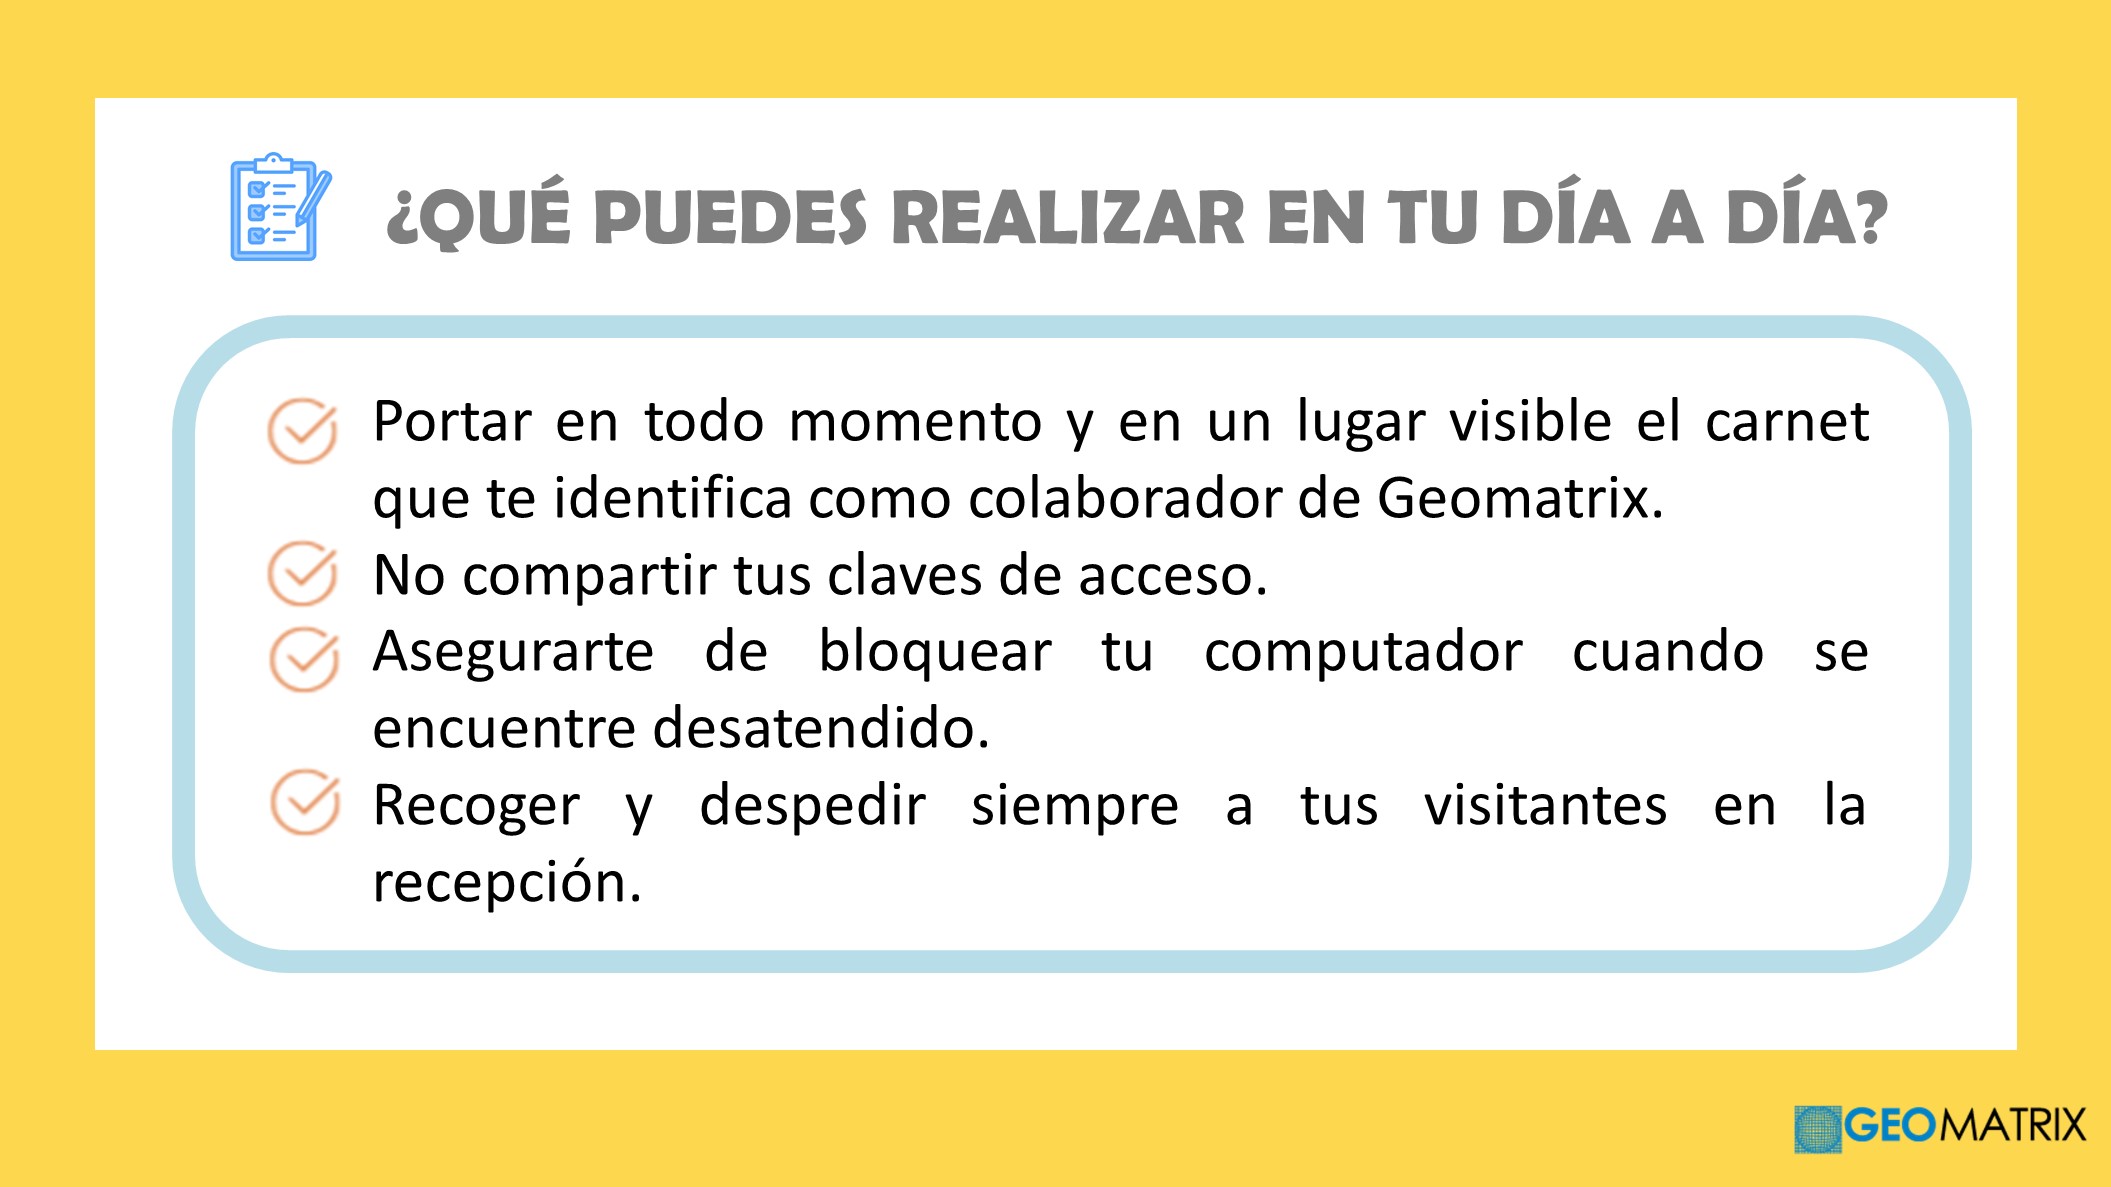 ¿QUÉ PUEDES REALIZAR EN TU DÍA A DÍA?
Portar en todo momento y en un lugar visible el carnet
que te identifica como colaborador de Geomatrix.
No compartir tus claves de acceso.
Asegurarte de bloquear tu computador cuando se
encuentre desatendido.
Recoger y despedir siempre a tus visitantes en la
recepción.
GEOMATRIX